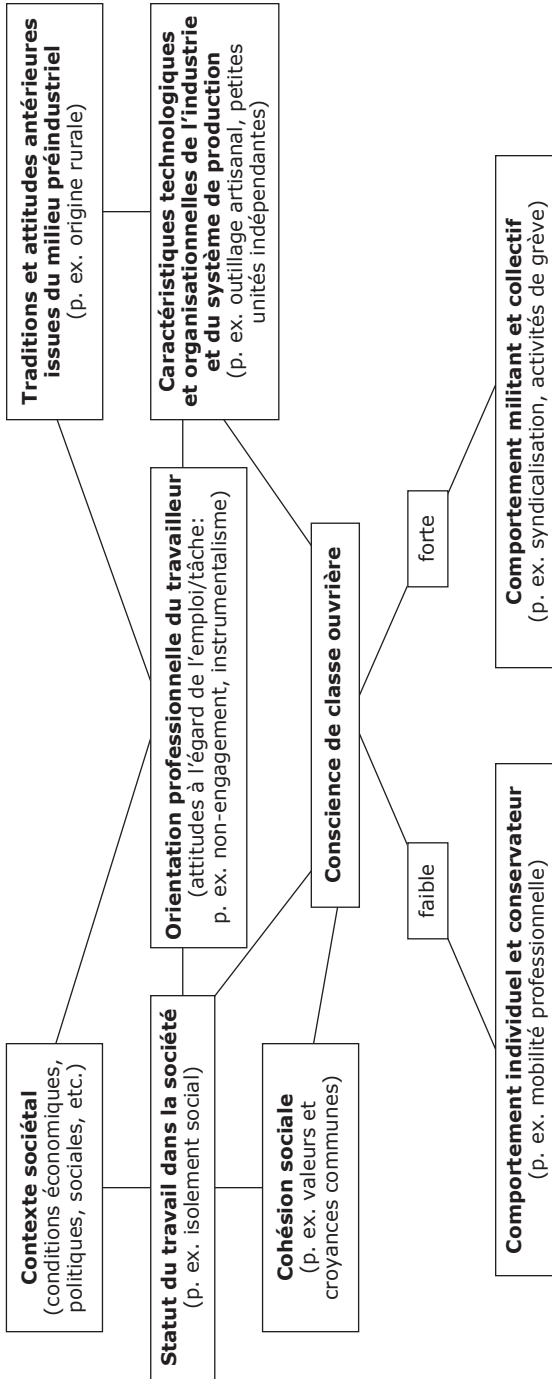 Contexte sociétal
(conditions économiques,
politiques, sociales, etc.)
Traditions et attitudes antérieures
issues du milieu préindustriel
(p. ex. origine rurale)
Statut du travail dans la société
(p. ex. isolement social)
Orientation professionnelle du travailleur
(attitudes à l’égard de l’emploi/tâche:
p. ex. non-engagement, instrumentalisme)
Caractéristiques technologiques
et organisationnelles de l’industrie
et du système de production
(p. ex. outillage artisanal, petites
unités indépendantes)
Cohésion sociale
(p. ex. valeurs et
croyances communes)
Conscience de classe ouvrière
faible
forte
Comportement individuel et conservateur
(p. ex. mobilité professionnelle)
Comportement militant et collectif
(p. ex. syndicalisation, activités de grève)